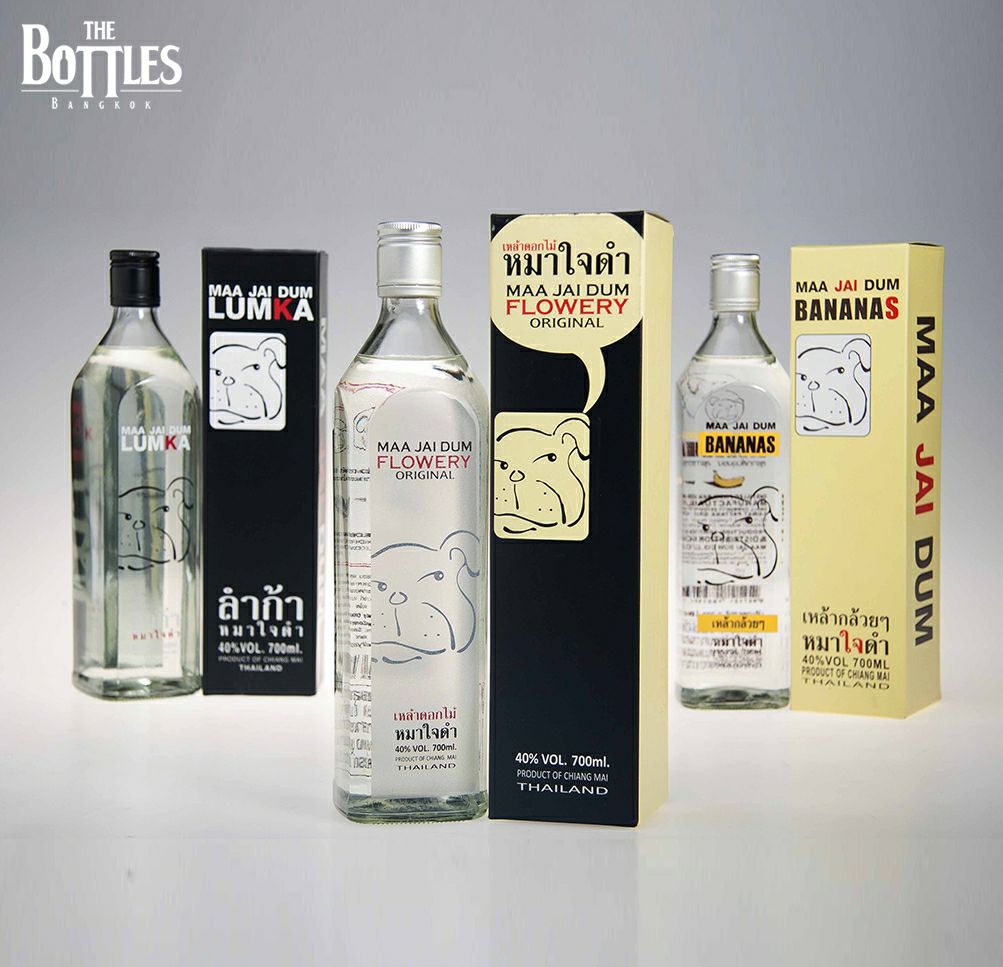 THE
BOTTLES
BANGKOK
MAA JAI DUM
LUMKA
MAA JAI DUM
LUMKA
หมาใจดำ
ลำก้า
หมาใจดำ
40%VOL. 700ml.
PRODUCT OF CHIANG MAI
THAILAND
MAA JAI DUM
FLOWERY
ORIGINAL
เหล้าดอกไม้
หมาใจดำ
40% VOL. 700ml.
PRODUCT OF CHIANG MAI
THAILAND
เหล้าดอกไม้
หมาใจดำ
MAA JAI DUM
FLOWERY
ORIGINAL
40% VOL. 700ml.
PRODUCT OF CHIANG MAI
THAILAND
MAA JAI DUM
BANANAS
เหล้ากล้วยๆ
หมาใจดำ
MAA JAI DUM
BANANAS
เหล้ากล้วยๆ
หมาใจดำ
40%VOL 700ML
PRODUCT OF CHIANG MAI
THAILAND
MAA JAI DUM